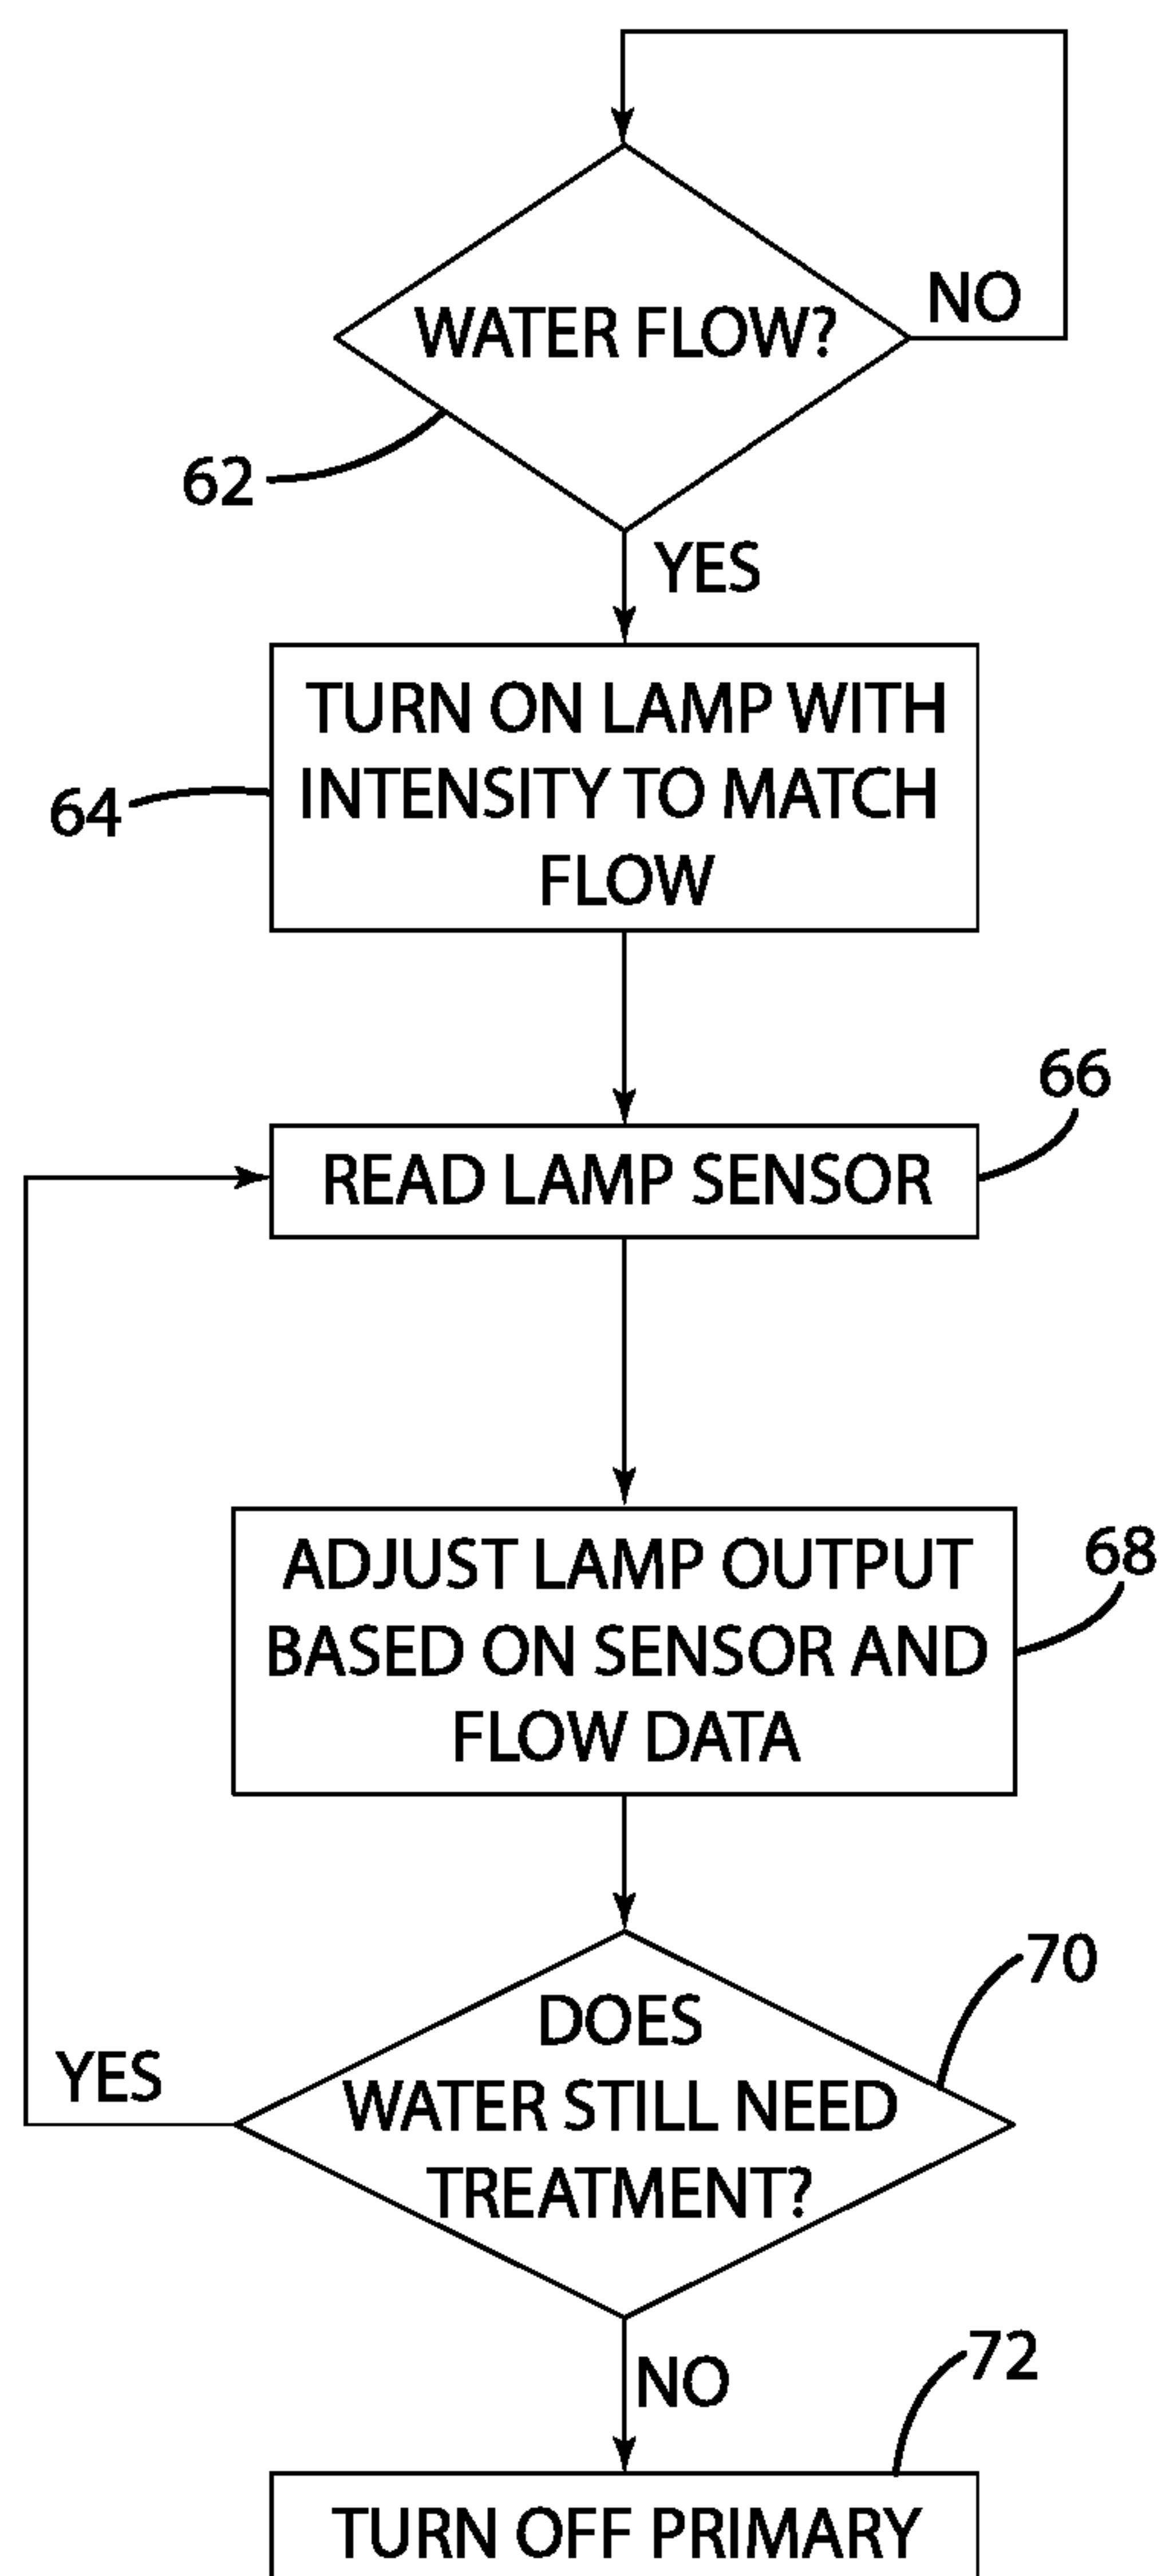 WATER FLOW?
NO
62
YES
TURN ON LAMP WITH
INTENSITY TO MATCH
FLOW
64
66
READ LAMP SENSOR
68
ADJUST LAMP OUTPUT
BASED ON SENSOR AND
FLOW DATA
70
DOES
WATER STILL NEED
TREATMENT?
YES
NO
72
TURN OFF PRIMARY